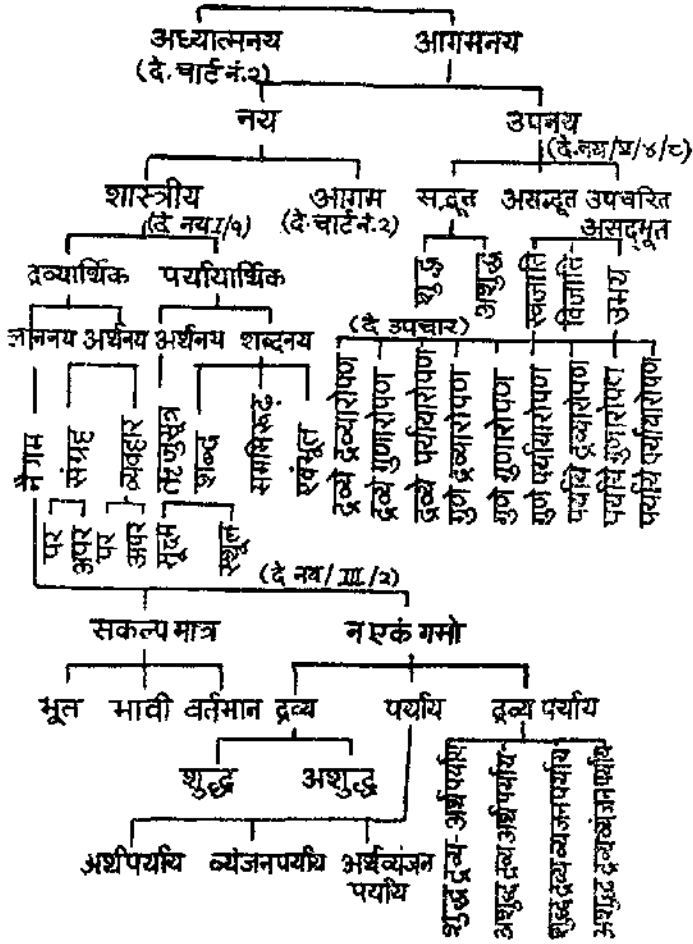 अध्यात्मनय आगमनय
(दे. चार्ट नं.२)
नय उपनय
(दे. नय/V/४/८)
शास्त्रीय आगम सद्भूत असद्भूत उपचरित
(दे नय I/१) (दे. चार्ट नं.2) असद्भूत
द्रव्यार्थिक पर्यायार्थिक शुद्ध अशुद्ध स्वजाति विजाति उभय
(दे उपचार)
ज्ञाननय अर्थनय अर्थनय शब्दनय
नैगम संग्रह व्यवहार ऋजुसूत्र शब्द समभिरूढ़ एवंभूत
द्रव्ये द्रव्यारोपण
द्रव्ये गुणारोपण
द्रव्ये पर्यायारोपण
गुणे द्रव्यारोपण
गुणे गुणारोपण
गुणे पर्यायारोपण
पर्याये द्रव्यारोपण
पर्याये गुणारोपण
पर्याये पर्यायारोपण
पर अपर पर अपर सूक्ष्म स्थूल
(दे नय/III/२)
सकल्प मात्र न एकं गमो
भूत भावी वर्तमान द्रव्य पर्याय द्रव्य पर्याय
शुद्ध अशुद्ध
अर्थपर्याय व्यंजनपर्याय अर्थव्यंजन
पर्याय
शुद्ध द्रव्य-अर्थपर्याय
अशुद्ध द्रव्य अर्थपर्याय-
शुद्ध द्रव्य व्यजनपर्याय
अशुद्ध द्रव्यव्यंजनपर्याय